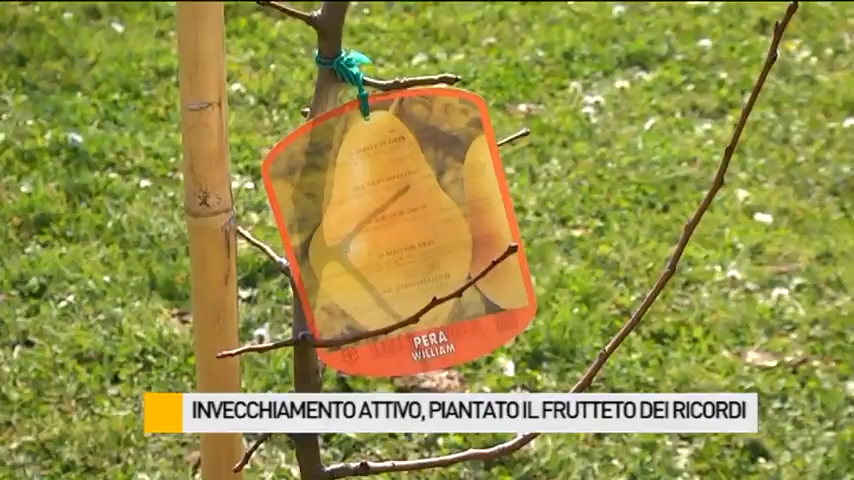 PERA
WILLIAM
INVECCHIAMENTO ATTIVO, PIANTATO IL FRUTTETO DEI RICORDI